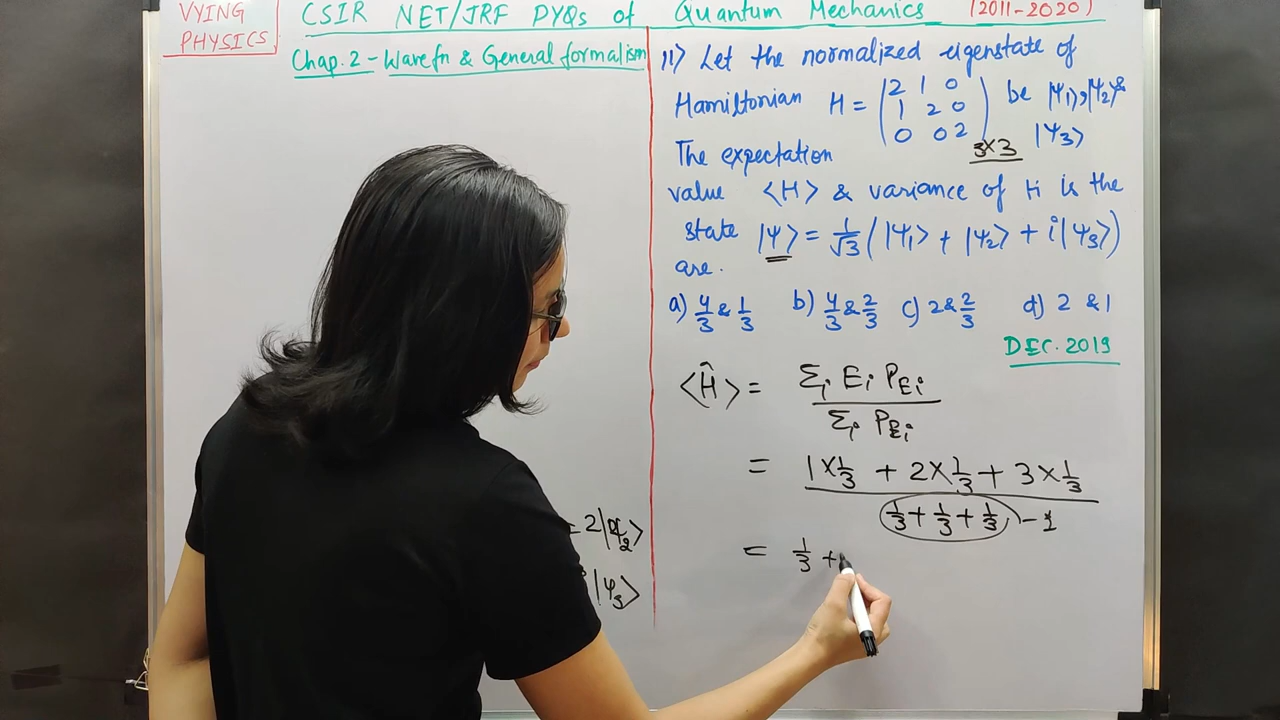 VYING
PHYSICS
CSIR NET/JRF PYQs of Quantum Mechanics (2011-2020)
Chap. 2 - Wavefn & General formalism
11) Let the normalized eigenstate of
Hamiltonian H = (2 1 0
1 2 0
0 0 2) be |ψ1⟩, |ψ2⟩ &
3×3 |ψ3⟩
The expectation
value <H> & variance of H is the
state |ψ⟩ = 1/√3 (|ψ1⟩ + |ψ2⟩ + i|ψ3⟩)
are.
a) 4/3 & 1/3 b) 4/3 & 2/3 c) 2 & 2/3 d) 2 & 1
DEC. 2019
<Ĥ> = Σi Ei PEi
Σi PEi
= 1×1/3 + 2×1/3 + 3×1/3
1/3 + 1/3 + 1/3 - 1
= 1/3 +
= 2|ψ2⟩
|ψ3⟩